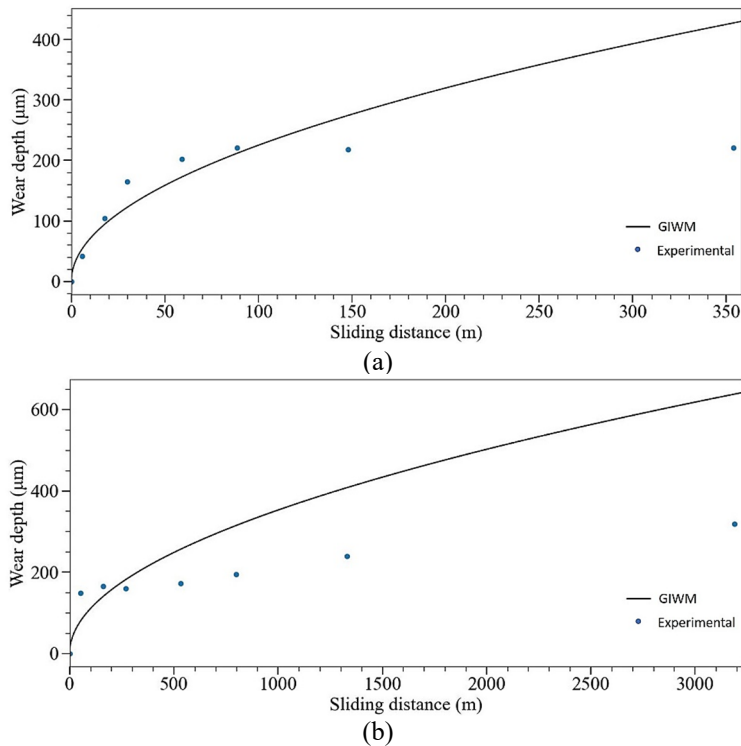 400
300
200
100
0
Wear depth (μm)
GIWM
Experimental
0 50 100 150 200 250 300 350
Sliding distance (m)
(a)
600
400
200
0
Wear depth (μm)
GIWM
Experimental
0 500 1000 1500 2000 2500 3000
Sliding distance (m)
(b)